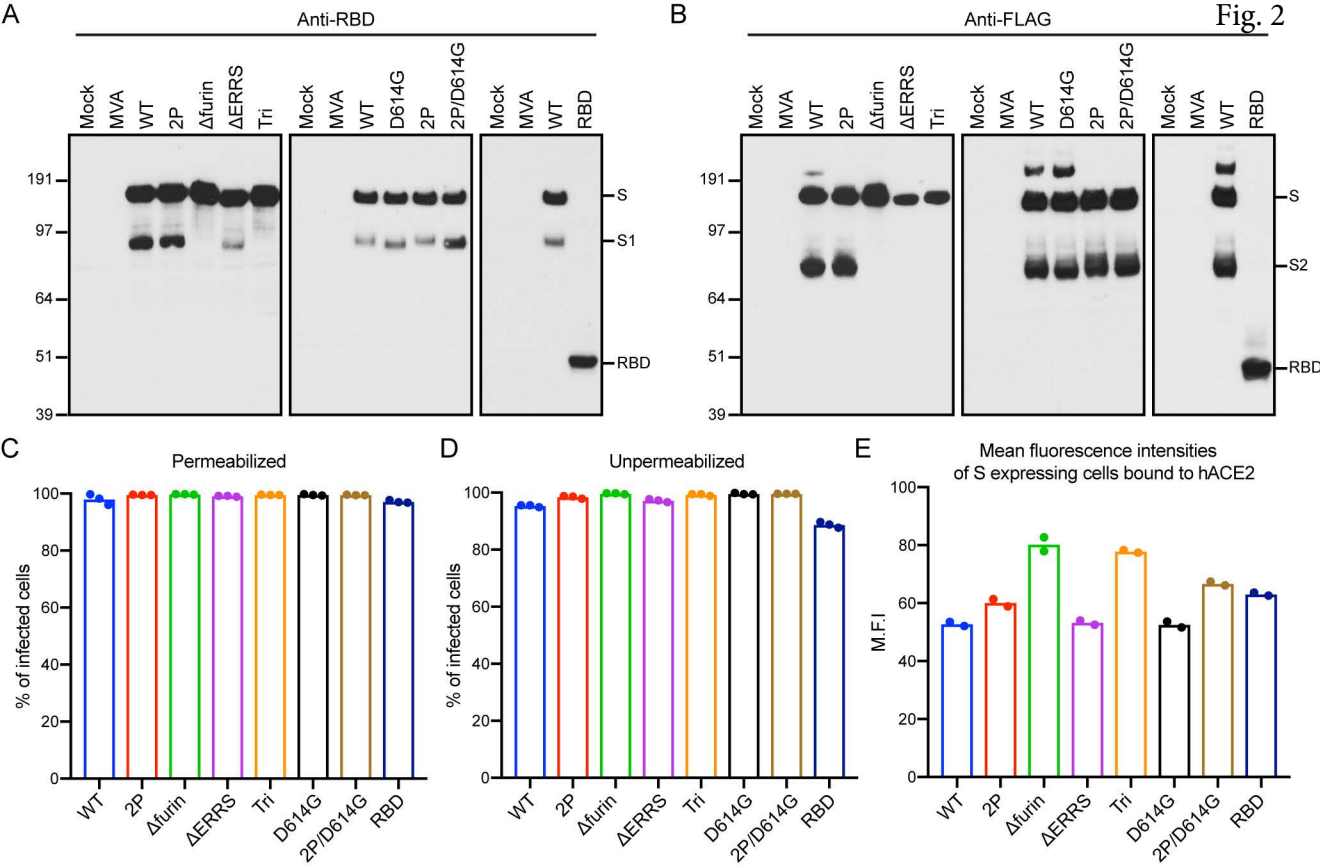 Fig. 2
A
Anti-RBD
Mock
MVA
WT
2P
Δfurin
ΔERRS
Tri
Mock
MVA
WT
D614G
2P
2P/D614G
Mock
MVA
WT
RBD
191
97
64
51
39
S
S1
RBD
B
Anti-FLAG
Mock
MVA
WT
2P
Δfurin
ΔERRS
Tri
Mock
MVA
WT
D614G
2P
2P/D614G
Mock
MVA
WT
RBD
191
97
64
51
39
S
S2
RBD
C
Permeabilized
% of infected cells
100
80
60
40
20
0
WT
2P
Δfurin
ΔERRS
Tri
D614G
2P/D614G
RBD
D
Unpermeabilized
% of infected cells
100
80
60
40
20
0
WT
2P
Δfurin
ΔERRS
Tri
D614G
2P/D614G
RBD
E
Mean fluorescence intensities
of S expressing cells bound to hACE2
M.F.I
100
80
60
40
20
0
WT
2P
Δfurin
ΔERRS
Tri
D614G
2P/D614G
RBD